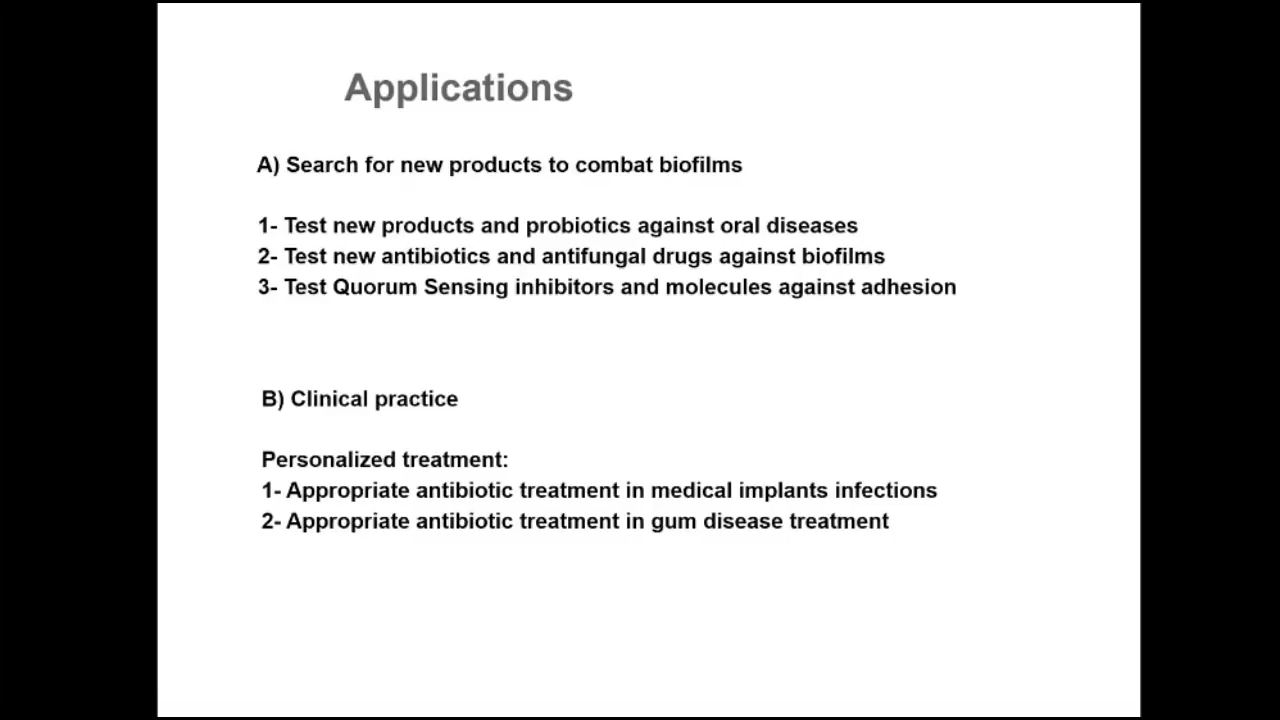 Applications
A) Search for new products to combat biofilms
1- Test new products and probiotics against oral diseases
2- Test new antibiotics and antifungal drugs against biofilms
3- Test Quorum Sensing inhibitors and molecules against adhesion
B) Clinical practice
Personalized treatment:
1- Appropriate antibiotic treatment in medical implants infections
2- Appropriate antibiotic treatment in gum disease treatment